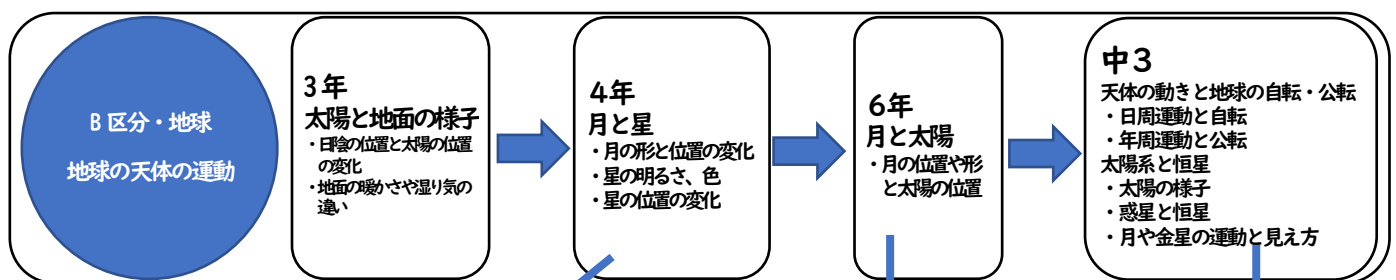 B 区分・地球
地球の天体の運動
3年
太陽と地面の様子
・日陰の位置と太陽の位置
の変化
・地面の暖かさや湿り気の
違い
4年
月と星
・月の形と位置の変化
・星の明るさ、色
・星の位置の変化
6年
月と太陽
・月の位置や形
と太陽の位置
中３
天体の動きと地球の自転・公転
・日周運動と自転
・年周運動と公転
太陽系と恒星
・太陽の様子
・惑星と恒星
・月や金星の運動と見え方